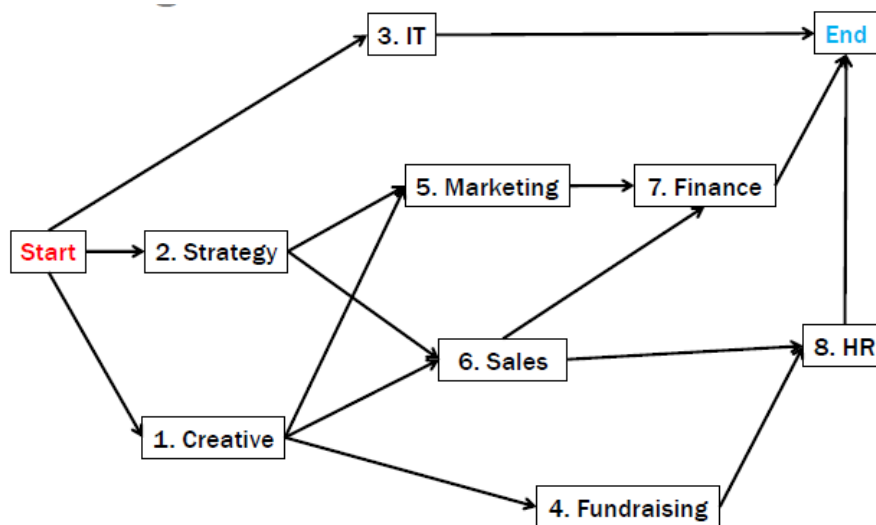 3. IT
End
5. Marketing
7. Finance
Start
2. Strategy
6. Sales
8. HR
1. Creative
4. Fundraising